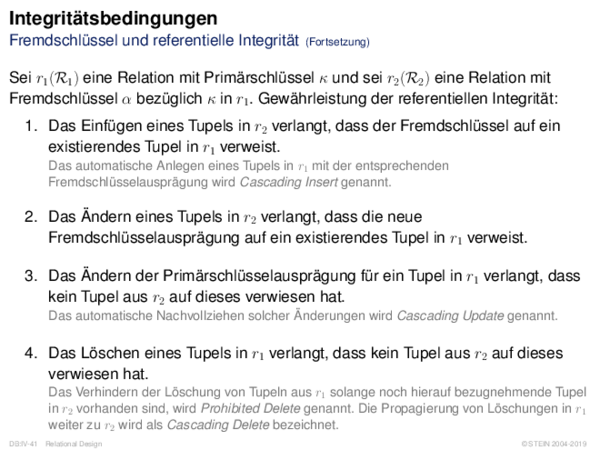 Integritätsbedingungen
Fremdschlüssel und referentielle Integrität (Fortsetzung)
Sei r₁(R₁) eine Relation mit Primärschlüssel κ und sei r₂(R₂) eine Relation mit
Fremdschlüssel α bezüglich κ in r₁. Gewährleistung der referentiellen Integrität:
1. Das Einfügen eines Tupels in r₂ verlangt, dass der Fremdschlüssel auf ein
existierendes Tupel in r₁ verweist.
Das automatische Anlegen eines Tupels in r₁ mit der entsprechenden
Fremdschlüsselausprägung wird Cascading Insert genannt.
2. Das Ändern eines Tupels in r₂ verlangt, dass die neue
Fremdschlüsselausprägung auf ein existierendes Tupel in r₁ verweist.
3. Das Ändern der Primärschlüsselausprägung für ein Tupel in r₁ verlangt, dass
kein Tupel aus r₂ auf dieses verwiesen hat.
Das automatische Nachvollziehen solcher Änderungen wird Cascading Update genannt.
4. Das Löschen eines Tupels in r₁ verlangt, dass kein Tupel aus r₂ auf dieses
verwiesen hat.
Das Verhindern der Löschung von Tupeln aus r₁ solange noch hierauf bezugnehmende Tupel
in r₂ vorhanden sind, wird Prohibited Delete genannt. Die Propagierung von Löschungen in r₁
weiter zu r₂ wird als Cascading Delete bezeichnet.
DB:IV-41 Relational Design © STEIN 2004-2019